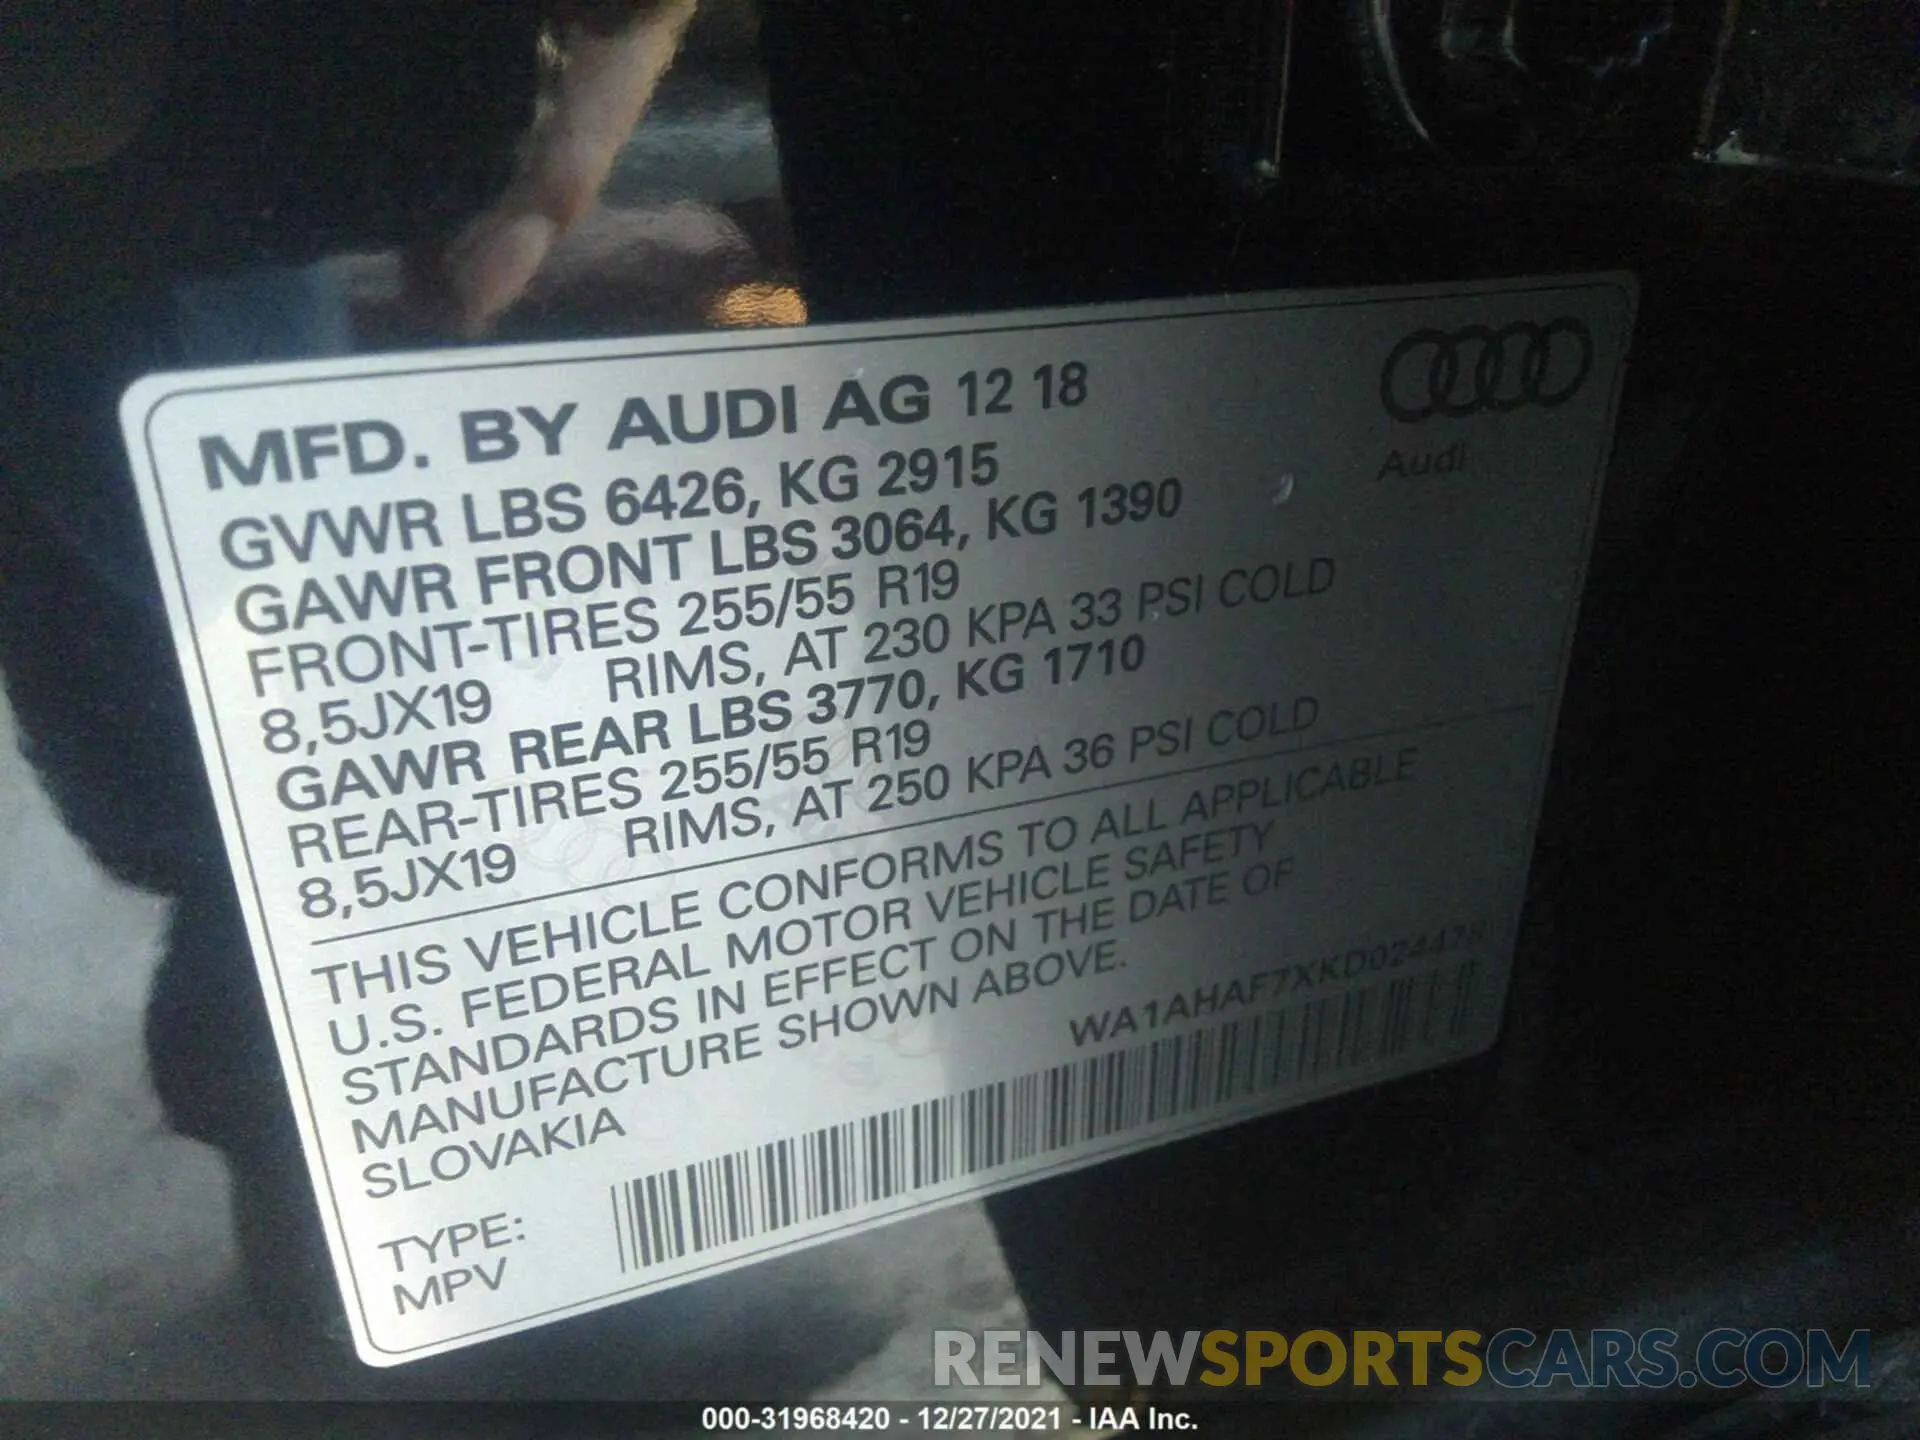 MFD. BY AUDI AG 12 18
Audi
GVWR LBS 6426, KG 2915
GAWR FRONT LBS 3064, KG 1390
FRONT-TIRES 255/55 R19
8,5JX19 RIMS, AT 230 KPA 33 PSI COLD
GAWR REAR LBS 3770, KG 1710
REAR-TIRES 255/55 R19
8,5JX19 RIMS, AT 250 KPA 36 PSI COLD
THIS VEHICLE CONFORMS TO ALL APPLICABLE
U.S. FEDERAL MOTOR VEHICLE SAFETY
STANDARDS IN EFFECT ON THE DATE OF
MANUFACTURE SHOWN ABOVE.
SLOVAKIA
WA1AHAF7XKD024478
TYPE:
MPV
RENEWSPORTSCARS.COM
000-31968420 - 12/27/2021 - IAA Inc.